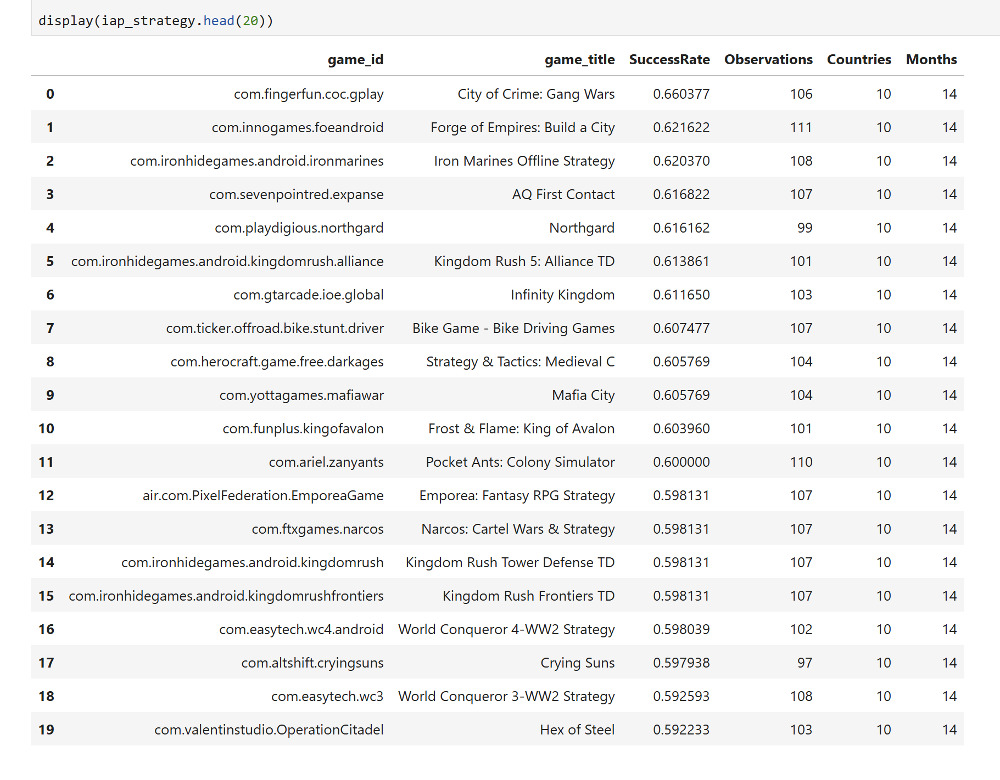 display(iap_strategy.head(20))
game_id game_title SuccessRate Observations Countries Months
0 com.fingerfun.coc.gplay City of Crime: Gang Wars 0.660377 106 10 14
1 com.innogames.foeandroid Forge of Empires: Build a City 0.621622 111 10 14
2 com.ironhidegames.android.ironmarines Iron Marines Offline Strategy 0.620370 108 10 14
3 com.sevenpointred.expanse AQ First Contact 0.616822 107 10 14
4 com.playdigious.northgard Northgard 0.616162 99 10 14
5 com.ironhidegames.android.kingdomrush.alliance Kingdom Rush 5: Alliance TD 0.613861 101 10 14
6 com.gtarcade.ioe.global Infinity Kingdom 0.611650 103 10 14
7 com.ticker.offroad.bike.stunt.driver Bike Game - Bike Driving Games 0.607477 107 10 14
8 com.herocraft.game.free.darkages Strategy & Tactics: Medieval C 0.605769 104 10 14
9 com.yottagames.mafiawar Mafia City 0.605769 104 10 14
10 com.funplus.kingofavalon Frost & Flame: King of Avalon 0.603960 101 10 14
11 com.ariel.zanyants Pocket Ants: Colony Simulator 0.600000 110 10 14
12 air.com.PixelFederation.EmporeaGame Emporea: Fantasy RPG Strategy 0.598131 107 10 14
13 com.ftxgames.narcos Narcos: Cartel Wars & Strategy 0.598131 107 10 14
14 com.ironhidegames.android.kingdomrush Kingdom Rush Tower Defense TD 0.598131 107 10 14
15 com.ironhidegames.android.kingdomrushfrontiers Kingdom Rush Frontiers TD 0.598131 107 10 14
16 com.easytech.wc4.android World Conqueror 4-WW2 Strategy 0.598039 102 10 14
17 com.altshift.cryingsuns Crying Suns 0.597938 97 10 14
18 com.easytech.wc3 World Conqueror 3-WW2 Strategy 0.592593 108 10 14
19 com.valentinstudio.OperationCitadel Hex of Steel 0.592233 103 10 14